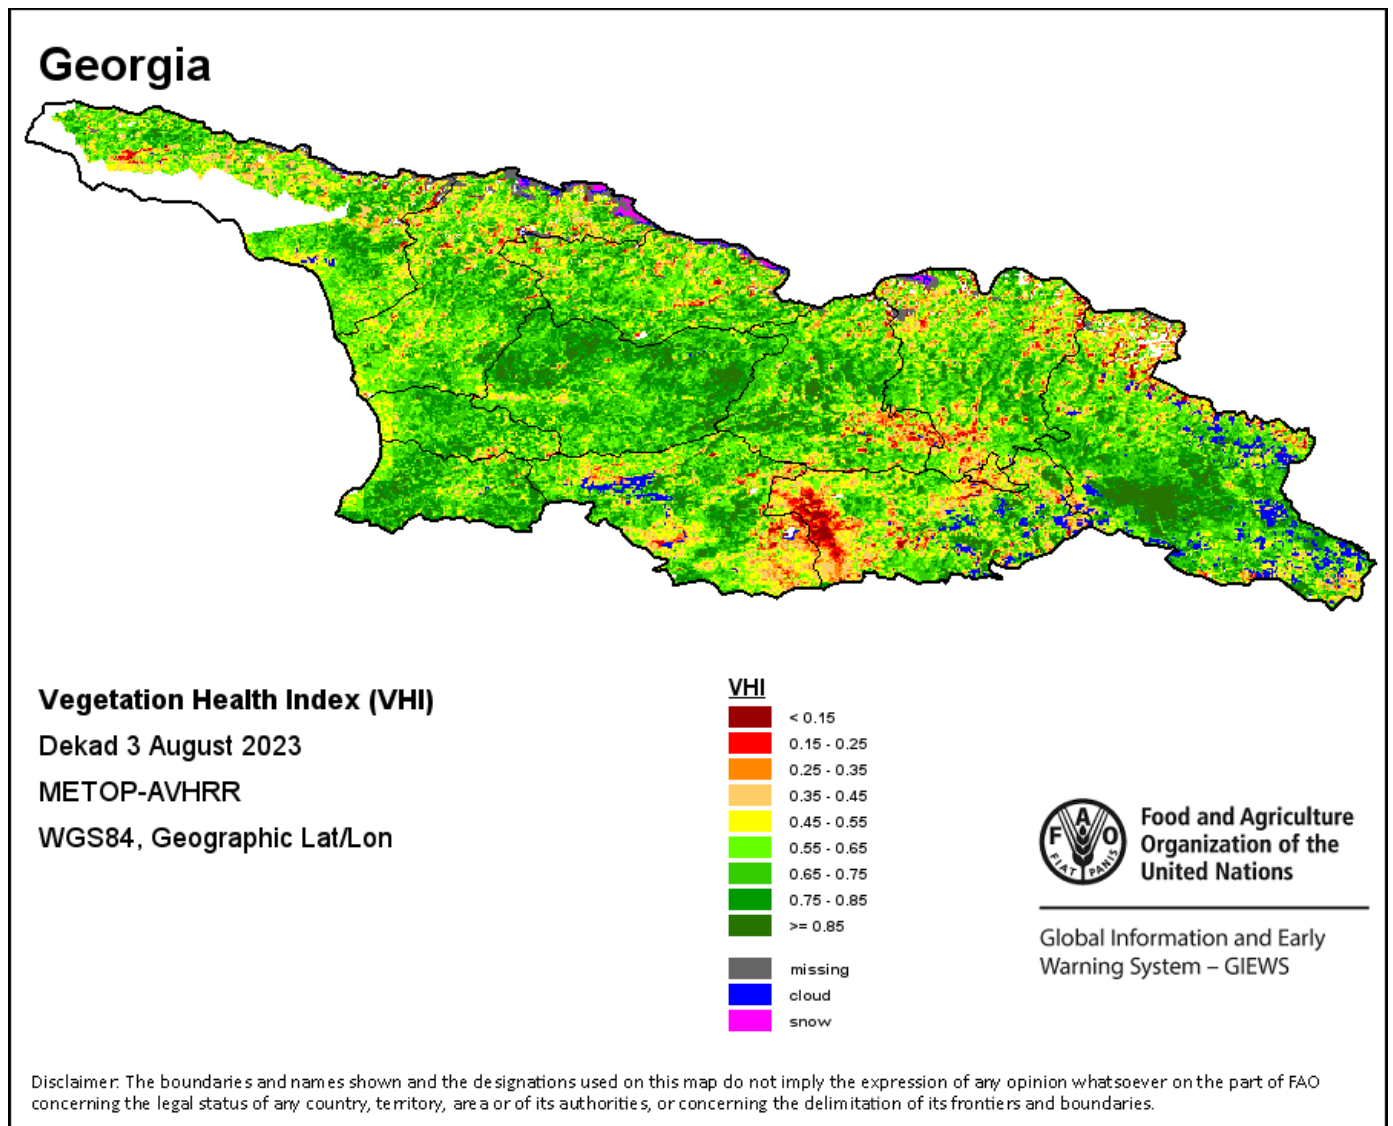 Georgia
Vegetation Health Index (VHI)
Dekad 3 August 2023
METOP-AVHRR
WGS84, Geographic Lat/Lon
VHI
< 0.15
0.15 - 0.25
0.25 - 0.35
0.35 - 0.45
0.45 - 0.55
0.55 - 0.65
0.65 - 0.75
0.75 - 0.85
>= 0.85
missing
cloud
snow
F A O
FIAT PANIS
Food and Agriculture
Organization of the
United Nations
Global Information and Early
Warning System – GIEWS
Disclaimer: The boundaries and names shown and the designations used on this map do not imply the expression of any opinion whatsoever on the part of FAO
concerning the legal status of any country, territory, area or of its authorities, or concerning the delimitation of its frontiers and boundaries.